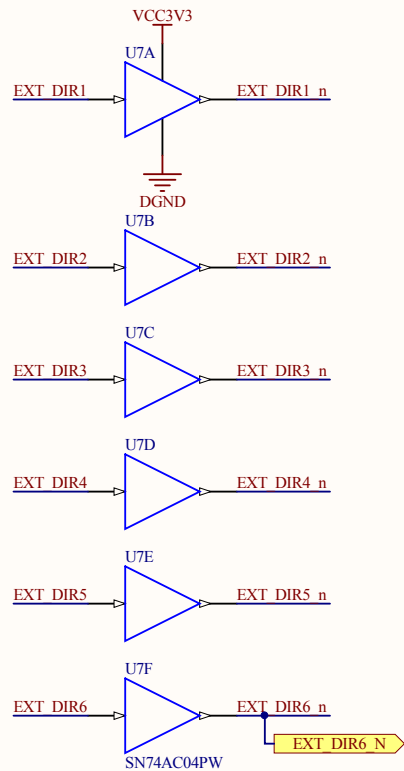 VCC3V3
U7A
EXT_DIR1 EXT_DIR1_n
DGND
U7B
EXT_DIR2 EXT_DIR2_n
U7C
EXT_DIR3 EXT_DIR3_n
U7D
EXT_DIR4 EXT_DIR4_n
U7E
EXT_DIR5 EXT_DIR5_n
U7F
EXT_DIR6 EXT_DIR6_n
EXT_DIR6_N
SN74AC04PW